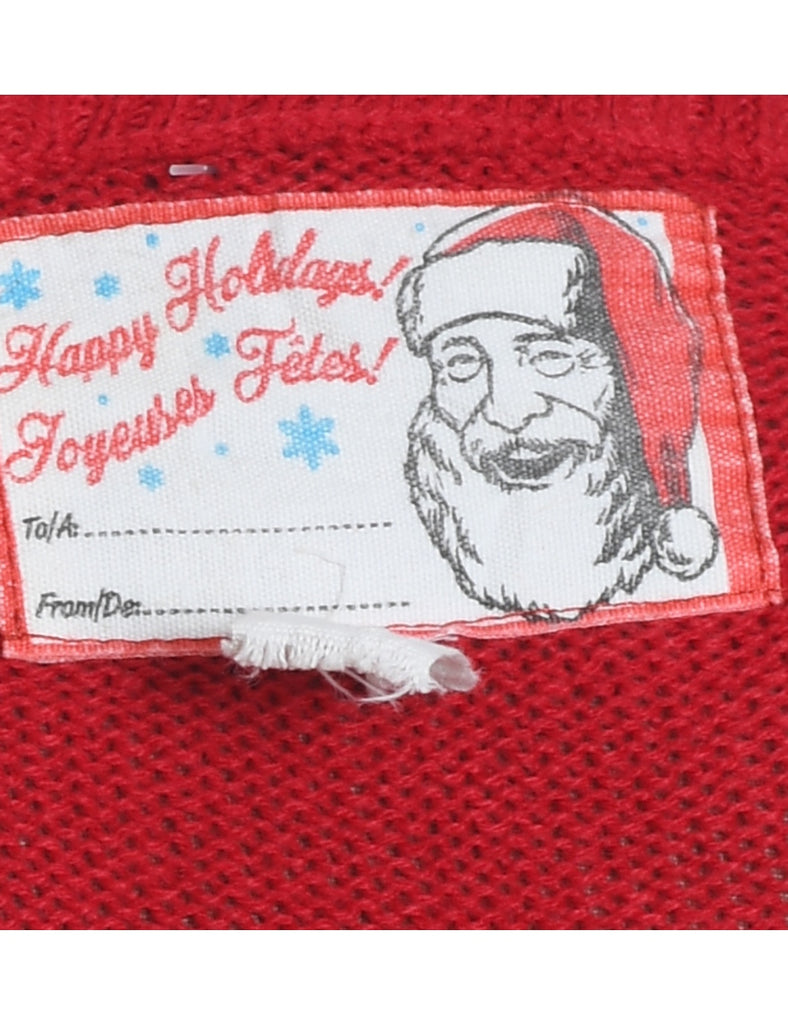 Happy Holidays!
Joyeuses Fêtes!
To/A:
From/De: